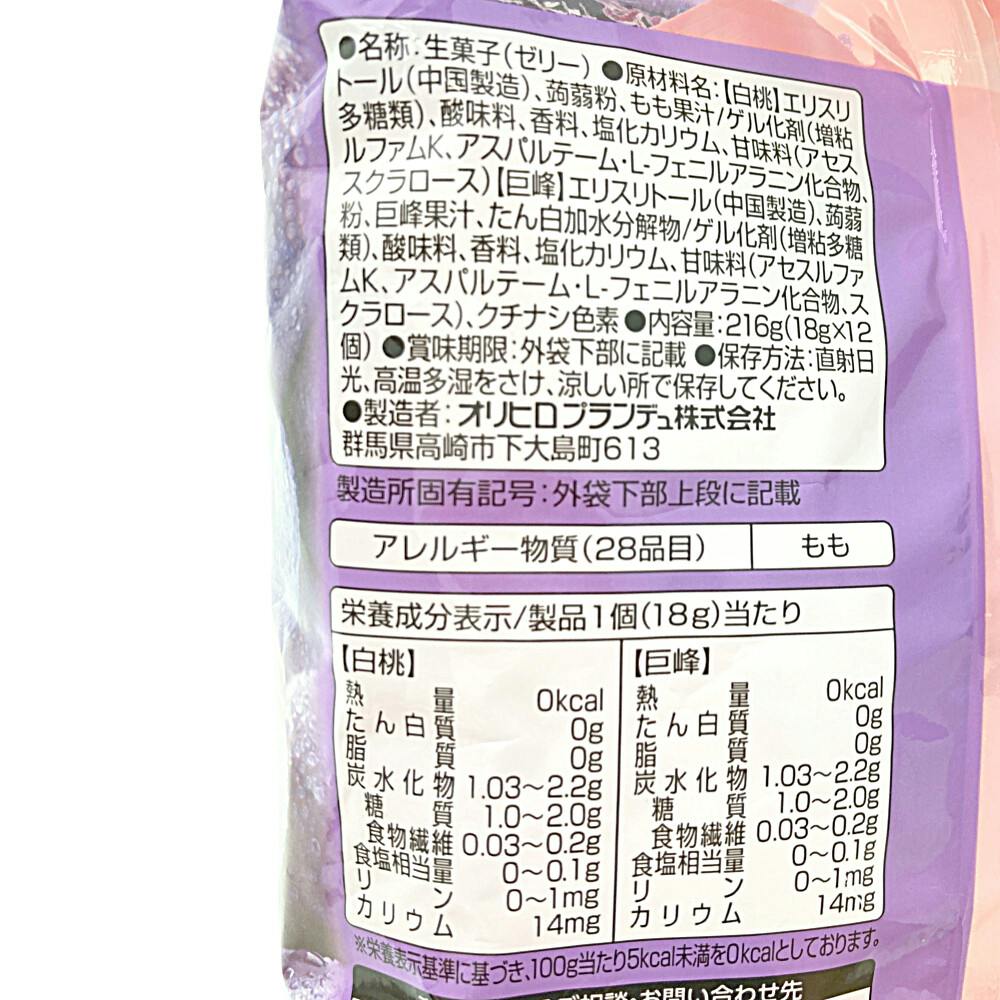 ●名称:生菓子(ゼリー) ●原材料名:【白桃】エリスリ
トール(中国製造)、蒟蒻粉、もも果汁/ゲル化剤(増粘
多糖類)、酸味料、香料、塩化カリウム、甘味料(アセス
ルファムK、アスパルテーム・L-フェニルアラニン化合物、
スクラロース)【巨峰】エリスリトール(中国製造)、蒟蒻
粉、巨峰果汁、たん白加水分解物/ゲル化剤(増粘多糖
類)、酸味料、香料、塩化カリウム、甘味料(アセスルファ
ムK、アスパルテーム・L-フェニルアラニン化合物、ス
クラロース)、クチナシ色素 ●内容量:216g(18g×12
個) ●賞味期限:外袋下部に記載 ●保存方法:直射日
光、高温多湿をさけ、涼しい所で保存してください。
●製造者:オリヒロプランデュ株式会社
群馬県高崎市下大島町613
製造所固有記号:外袋下部上段に記載
アレルギー物質(28品目) もも
栄養成分表示/製品1個(18g)当たり
【白桃】
熱量 0kcal
たん白質 0g
脂質 0g
炭水化物 1.03～2.2g
糖質 1.0～2.0g
食物繊維 0.03～0.2g
食塩相当量 0～0.1g
リン 0～1mg
カリウム 14mg
【巨峰】
熱量 0kcal
たん白質 0g
脂質 0g
炭水化物 1.03～2.2g
糖質 1.0～2.0g
食物繊維 0.03～0.2g
食塩相当量 0～0.1g
リン 0～1mg
カリウム 14mg
※栄養表示基準に基づき、100g当たり5kcal未満を0kcalとしております。
ご相談・お問い合わせ先